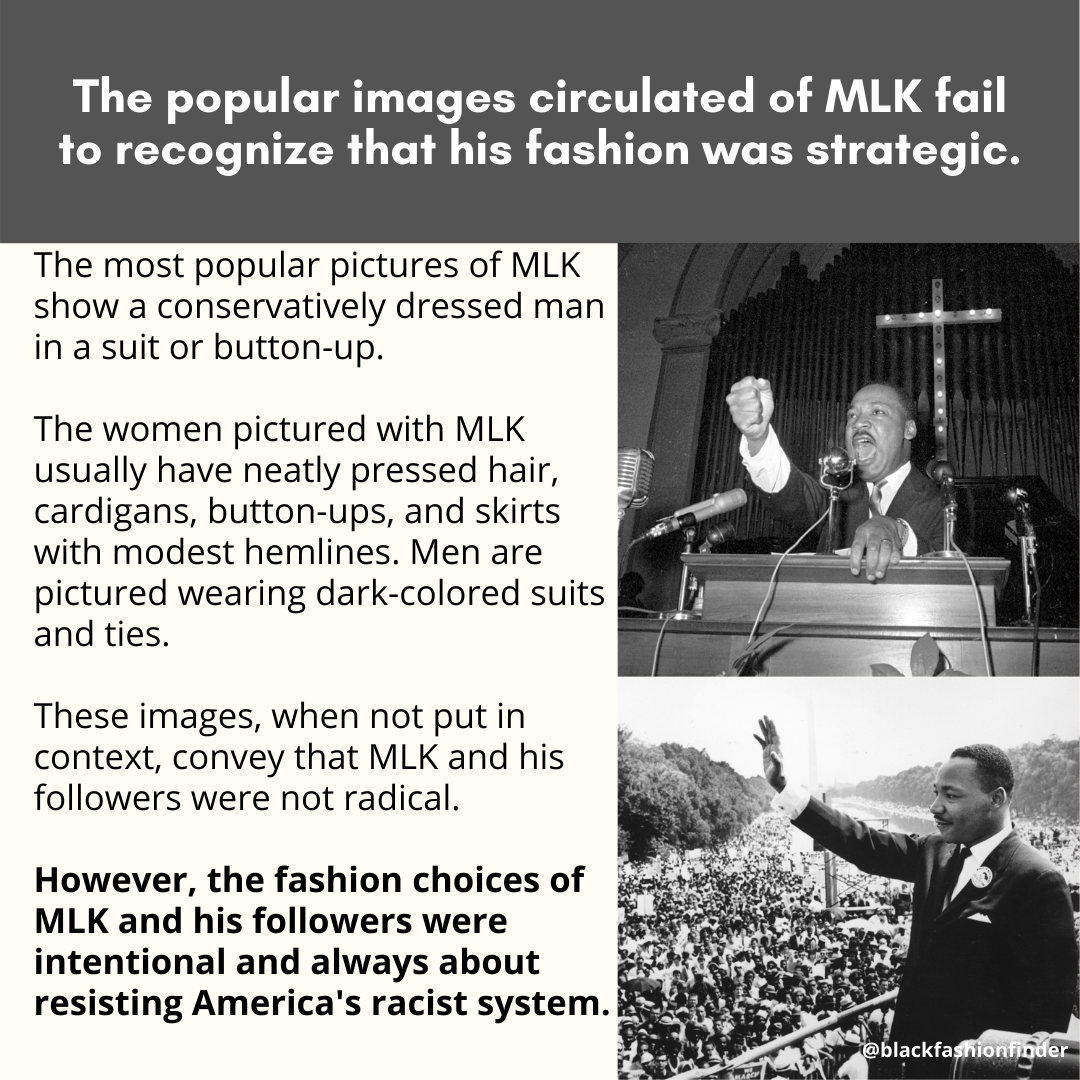 The popular images circulated of MLK fail
to recognize that his fashion was strategic.
The most popular pictures of MLK
show a conservatively dressed man
in a suit or button-up.
The women pictured with MLK
usually have neatly pressed hair,
cardigans, button-ups, and skirts
with modest hemlines. Men are
pictured wearing dark-colored suits
and ties.
These images, when not put in
context, convey that MLK and his
followers were not radical.
However, the fashion choices of
MLK and his followers were
intentional and always about
resisting America's racist system.
@blackfashionfinder